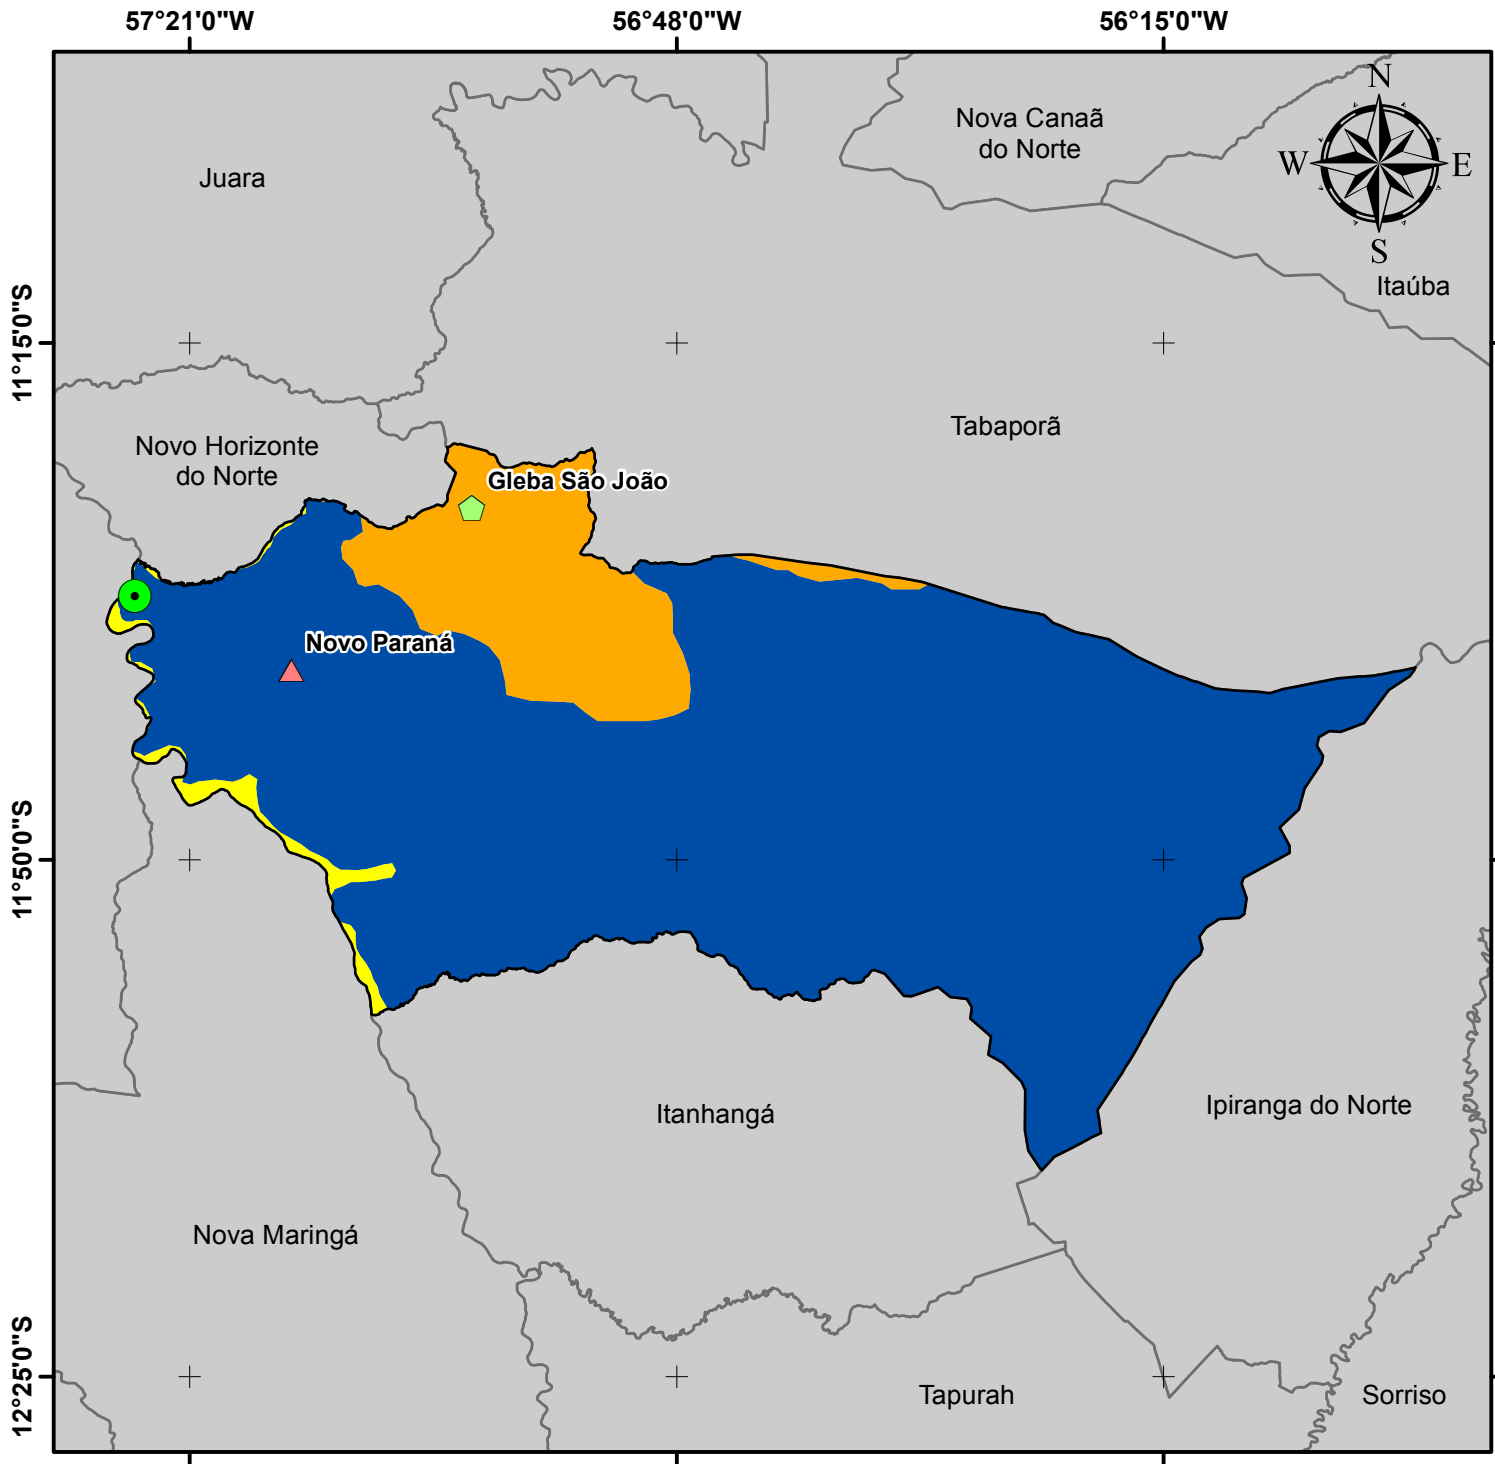 57°21'0"W
56°48'0"W
56°15'0"W
N
Nova Canaã
do Norte
W
E
Juara
S
Itaúba
11°15'0"S
Tabaporã
Novo Horizonte
do Norte
Gleba São João
Novo Paraná
11°50'0"S
Ipiranga do Norte
Itanhangá
Nova Maringá
12°25'0"S
Tapurah
Sorriso